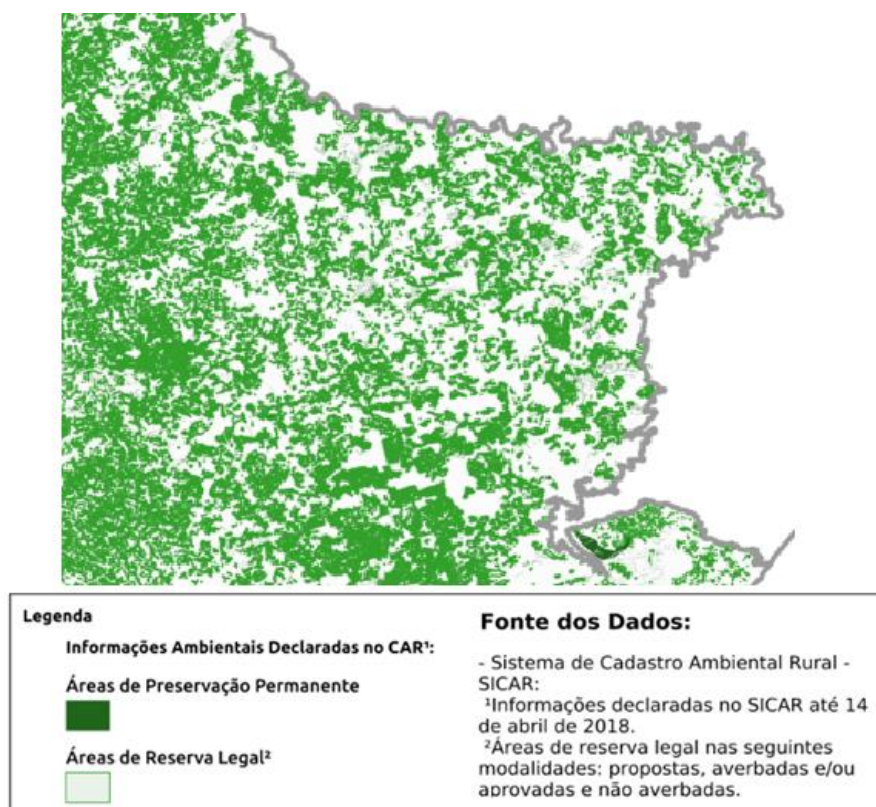 Legenda
Informações Ambientais Declaradas no CAR¹:
Áreas de Preservação Permanente
Áreas de Reserva Legal²
Fonte dos Dados:
- Sistema de Cadastro Ambiental Rural -
SICAR:
¹Informações declaradas no SICAR até 14
de abril de 2018.
²Áreas de reserva legal nas seguintes
modalidades: propostas, averbadas e/ou
aprovadas e não averbadas.